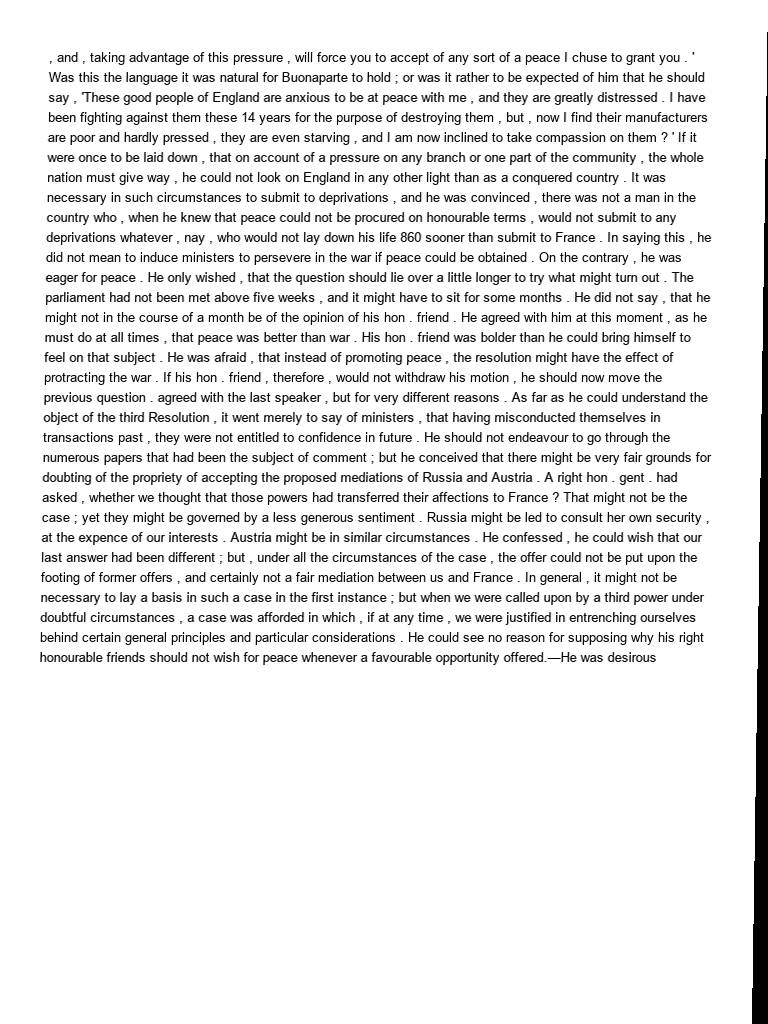 , and , taking advantage of this pressure , will force you to accept of any sort of a peace I chuse to grant you . '
Was this the language it was natural for Buonaparte to hold ; or was it rather to be expected of him that he should
say , 'These good people of England are anxious to be at peace with me , and they are greatly distressed . I have
been fighting against them these 14 years for the purpose of destroying them , but , now I find their manufacturers
are poor and hardly pressed , they are even starving , and I am now inclined to take compassion on them ? ' If it
were once to be laid down , that on account of a pressure on any branch or one part of the community , the whole
nation must give way , he could not look on England in any other light than as a conquered country . It was
necessary in such circumstances to submit to deprivations , and he was convinced , there was not a man in the
country who , when he knew that peace could not be procured on honourable terms , would not submit to any
deprivations whatever , nay , who would not lay down his life 860 sooner than submit to France . In saying this , he
did not mean to induce ministers to persevere in the war if peace could be obtained . On the contrary , he was
eager for peace . He only wished , that the question should lie over a little longer to try what might turn out . The
parliament had not been met above five weeks , and it might have to sit for some months . He did not say , that he
might not in the course of a month be of the opinion of his hon . friend . He agreed with him at this moment , as he
must do at all times , that peace was better than war . His hon . friend was bolder than he could bring himself to
feel on that subject . He was afraid , that instead of promoting peace , the resolution might have the effect of
protracting the war . If his hon . friend , therefore , would not withdraw his motion , he should now move the
previous question . agreed with the last speaker , but for very different reasons . As far as he could understand the
object of the third Resolution , it went merely to say of ministers , that having misconducted themselves in
transactions past , they were not entitled to confidence in future . He should not endeavour to go through the
numerous papers that had been the subject of comment ; but he conceived that there might be very fair grounds for
doubting of the propriety of accepting the proposed mediations of Russia and Austria . A right hon . gent . had
asked , whether we thought that those powers had transferred their affections to France ? That might not be the
case ; yet they might be governed by a less generous sentiment . Russia might be led to consult her own security ,
at the expence of our interests . Austria might be in similar circumstances . He confessed , he could wish that our
last answer had been different ; but , under all the circumstances of the case , the offer could not be put upon the
footing of former offers , and certainly not a fair mediation between us and France . In general , it might not be
necessary to lay a basis in such a case in the first instance ; but when we were called upon by a third power under
doubtful circumstances , a case was afforded in which , if at any time , we were justified in entrenching ourselves
behind certain general principles and particular considerations . He could see no reason for supposing why his right
honourable friends should not wish for peace whenever a favourable opportunity offered.—He was desirous